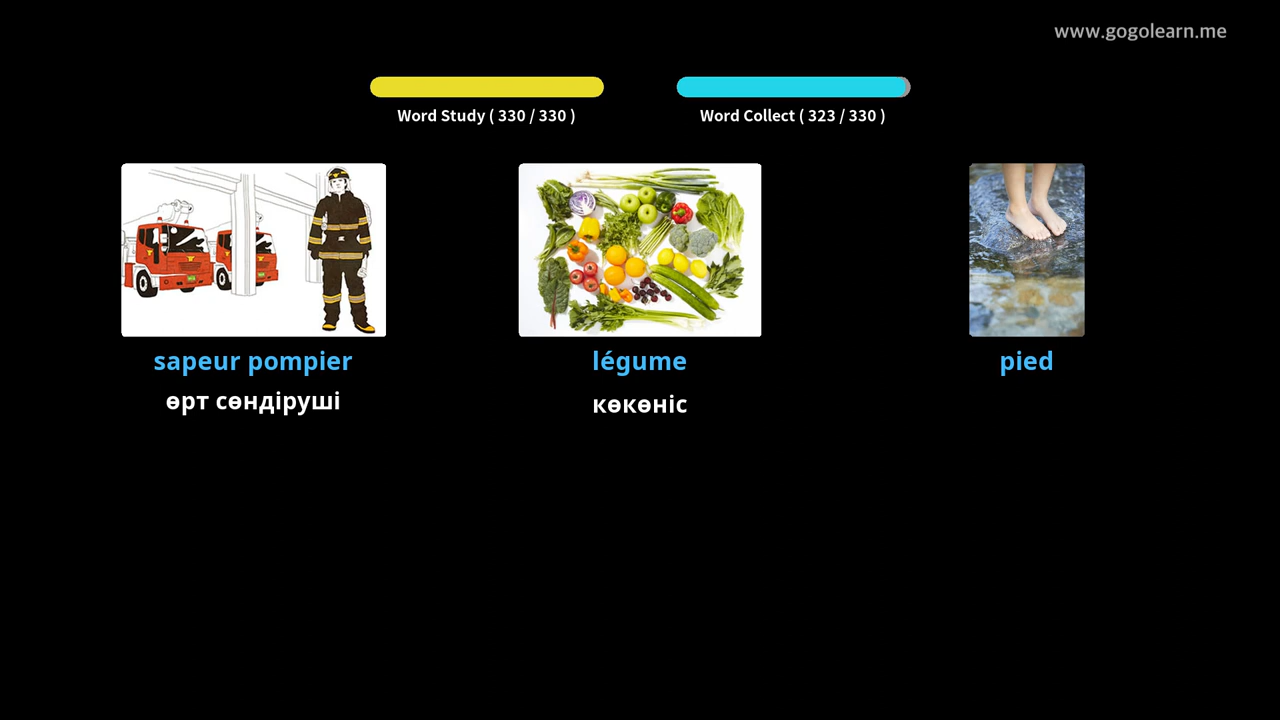 www.gogolearn.me
Word Study ( 330 / 330 )
Word Collect ( 323 / 330 )
sapeur pompier
légume
pied
өрт сөндіруші
көкөніс